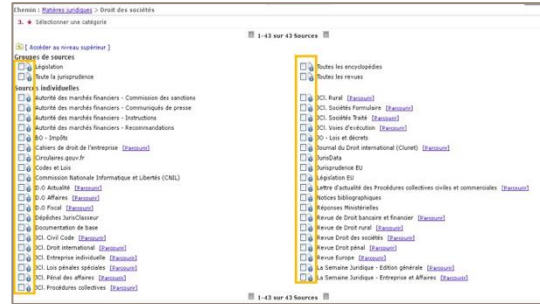 Chemin : Matières juridiques > Droit des sociétés
3. Sélectionner une catégorie
1-43 sur 43 Sources
[ Accéder au niveau supérieur ]
Groupes de sources
Législation
Toute la jurisprudence
Toutes les encyclopédies
Toutes les revues
Sources individuelles
Autorité des marchés financiers - Commission des sanctions
Autorité des marchés financiers - Communiqués de presse
Autorité des marchés financiers - Instructions
Autorité des marchés financiers - Recommandations
BO - Impôts
Cahiers de droit de l'entreprise [Parcourir]
Circulaires.gouv.fr
Codes et Lois
Commission Nationale Informatique et Libertés (CNIL)
D.O Actualité [Parcourir]
D.O Affaires [Parcourir]
D.O Fiscal [Parcourir]
Dépêches JurisClasseur
Documentation de base
JCl. Civil Code [Parcourir]
JCl. Droit international [Parcourir]
JCl. Entreprise individuelle [Parcourir]
JCl. Lois pénales spéciales [Parcourir]
JCl. Pénal des affaires [Parcourir]
JCl. Procédures collectives [Parcourir]
JCl. Rural [Parcourir]
JCl. Sociétés Formulaire [Parcourir]
JCl. Sociétés Traité [Parcourir]
JCl. Voies d'exécution [Parcourir]
JO - Lois et décrets
Journal du Droit international (Clunet) [Parcourir]
JurisData
Jurisprudence EU
Législation EU
Lettre d'actualité des Procédures collectives civiles et commerciales [Parcourir]
Notices bibliographiques
Réponses Ministérielles
Revue de Droit bancaire et financier [Parcourir]
Revue de Droit rural [Parcourir]
Revue Droit des sociétés [Parcourir]
Revue Droit pénal [Parcourir]
Revue Europe [Parcourir]
La Semaine Juridique - Edition générale [Parcourir]
La Semaine Juridique - Entreprise et Affaires [Parcourir]
1-43 sur 43 Sources